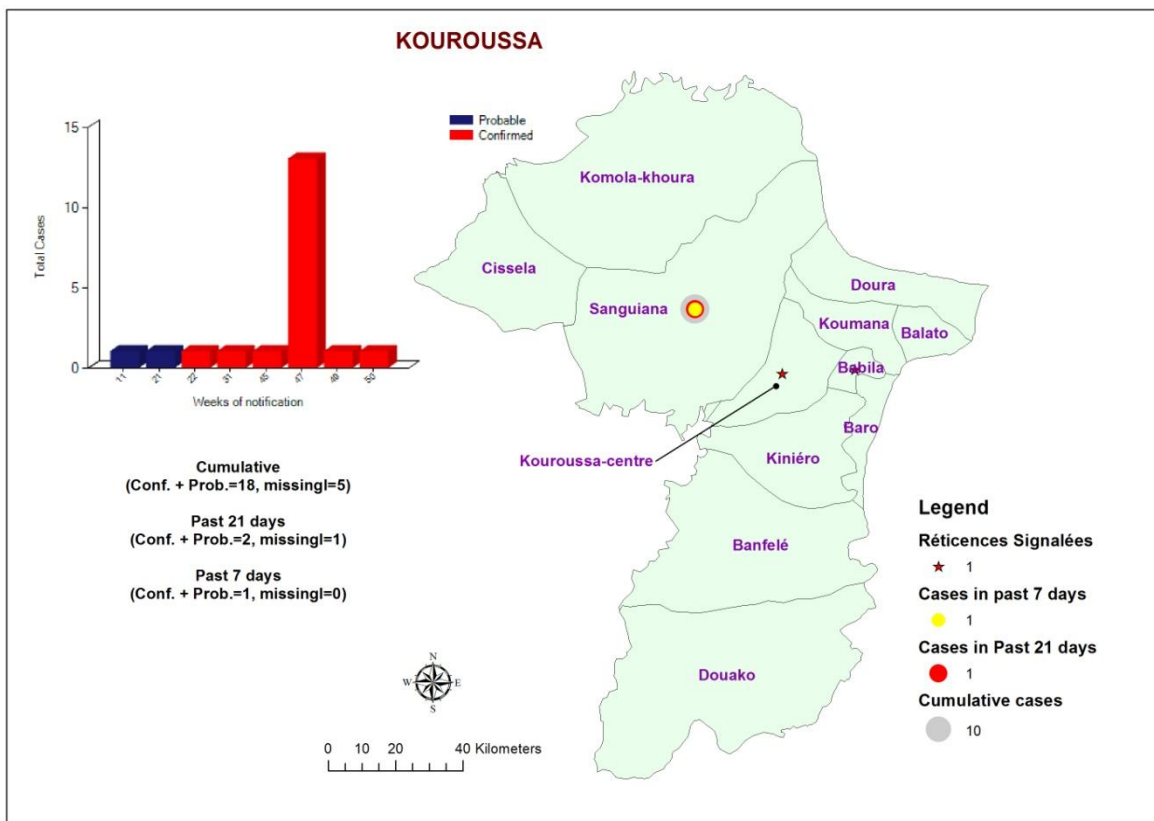 KOUROUSSA
15
10
5
0
Total Cases
11
21
22
31
45
47
49
50
Weeks of notification
Probable
Confirmed
Cumulative
(Conf. + Prob.=18, missingl=5)
Past 21 days
(Conf. + Prob.=2, missingl=1)
Past 7 days
(Conf. + Prob.=1, missingl=0)
Komola-khoura
Cissela
Sanguiana
Doura
Koumana
Balato
Babila
Baro
Kouroussa-centre
Kiniéro
Banfelé
Douako
N
W E
S
0 10 20 30 40 Kilometers
Legend
Réticences Signalées
1
Cases in past 7 days
1
Cases in Past 21 days
1
Cumulative cases
10